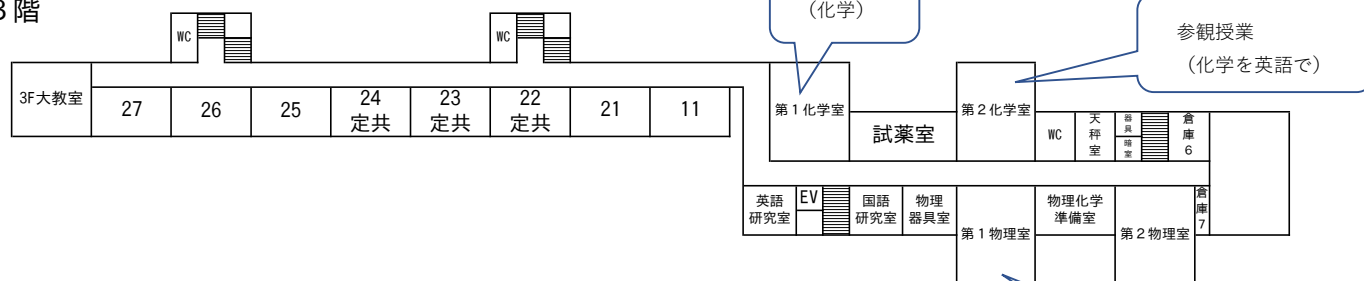 3階
(化学)
参観授業
(化学を英語で)
WC
WC
3F大教室
27
26
25
24
定共
23
定共
22
定共
21
11
第1化学室
試薬室
第2化学室
WC
天秤室
器具
暗室
倉庫6
英語
研究室
EV
国語
研究室
物理
器具室
第1物理室
物理化学
準備室
第2物理室
倉庫7